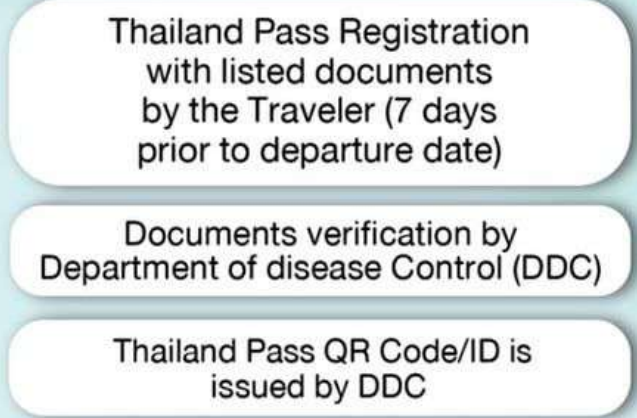 Thailand Pass Registration
with listed documents
by the Traveler (7 days
prior to departure date)
Documents verification by
Department of disease Control (DDC)
Thailand Pass QR Code/ID is
issued by DDC